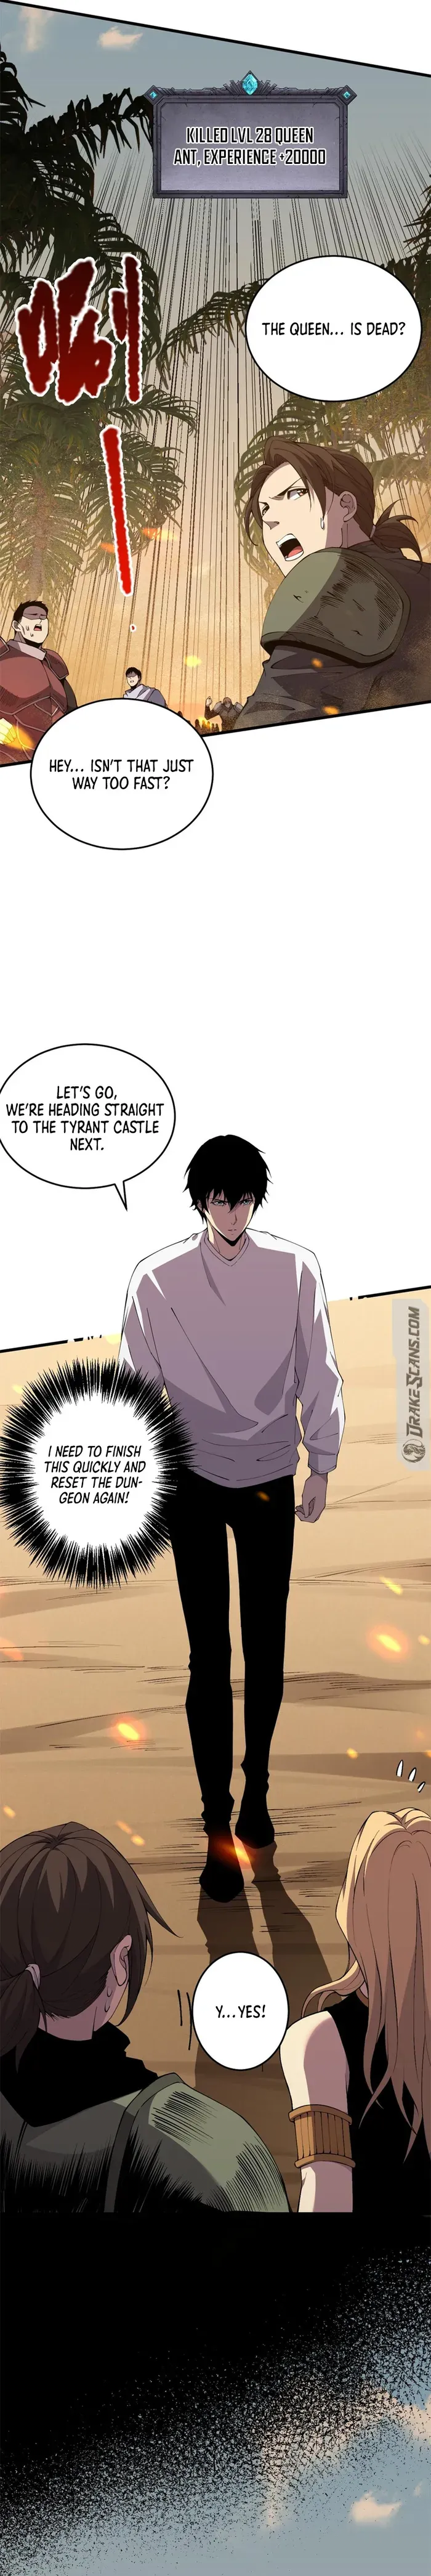 KILLED LVL 28 QUEEN
ANT, EXPERIENCE +20000
THE QUEEN... IS DEAD?
HEY... ISN'T THAT JUST
WAY TOO FAST?
LET'S GO,
WE'RE HEADING STRAIGHT
TO THE TYRANT CASTLE
NEXT.
I NEED TO FINISH
THIS QUICKLY AND
RESET THE DUN-
GEON AGAIN!
DRAKESCANS.COM
Y...YES!